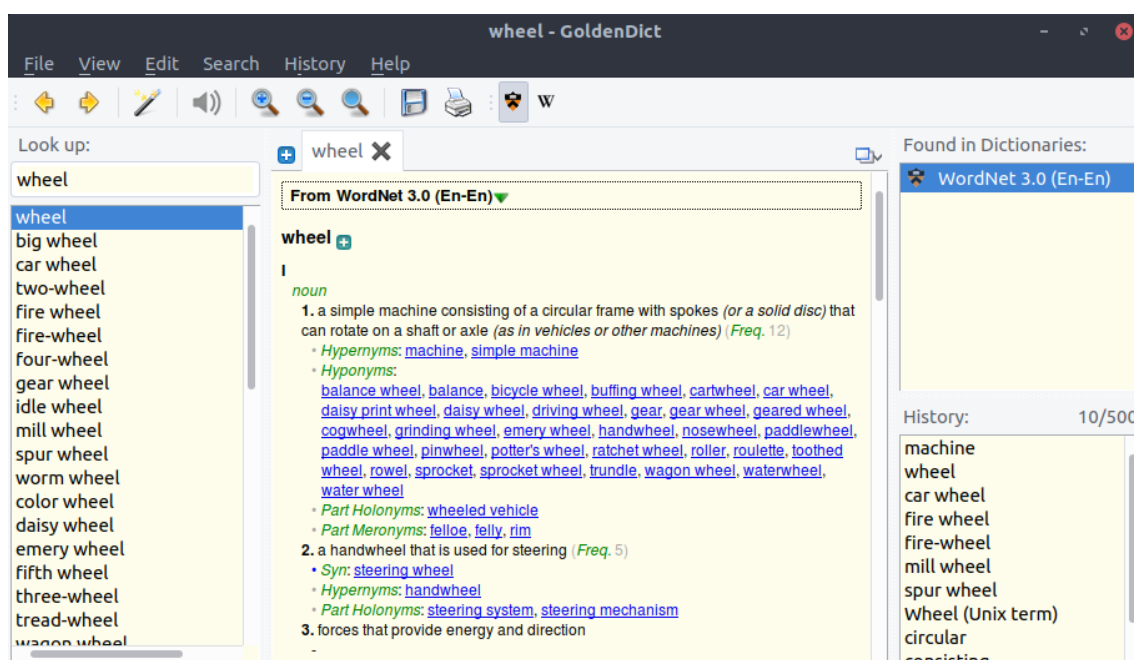 wheel - GoldenDict
File View Edit Search History Help
W
Look up:
wheel
wheel
big wheel
car wheel
two-wheel
fire wheel
fire-wheel
four-wheel
gear wheel
idle wheel
mill wheel
spur wheel
worm wheel
color wheel
daisy wheel
emery wheel
fifth wheel
three-wheel
tread-wheel
wagon wheel
wheel
From WordNet 3.0 (En-En)
wheel
I
noun
1. a simple machine consisting of a circular frame with spokes (or a solid disc) that
can rotate on a shaft or axle (as in vehicles or other machines) (Freq. 12)
• Hypernyms: machine, simple machine
• Hyponyms:
balance wheel, balance, bicycle wheel, buffing wheel, cartwheel, car wheel,
daisy print wheel, daisy wheel, driving wheel, gear, gear wheel, geared wheel,
cogwheel, grinding wheel, emery wheel, handwheel, nosewheel, paddlewheel,
paddle wheel, pinwheel, potter's wheel, ratchet wheel, roller, roulette, toothed
wheel, rowel, sprocket, sprocket wheel, trundle, wagon wheel, waterwheel,
water wheel
• Part Holonyms: wheeled vehicle
• Part Meronyms: felloe, felly, rim
2. a handwheel that is used for steering (Freq. 5)
• Syn: steering wheel
• Hypernyms: handwheel
• Part Holonyms: steering system, steering mechanism
3. forces that provide energy and direction
-
Found in Dictionaries:
WordNet 3.0 (En-En)
History: 10/500
machine
wheel
car wheel
fire wheel
fire-wheel
mill wheel
spur wheel
Wheel (Unix term)
circular
consisting